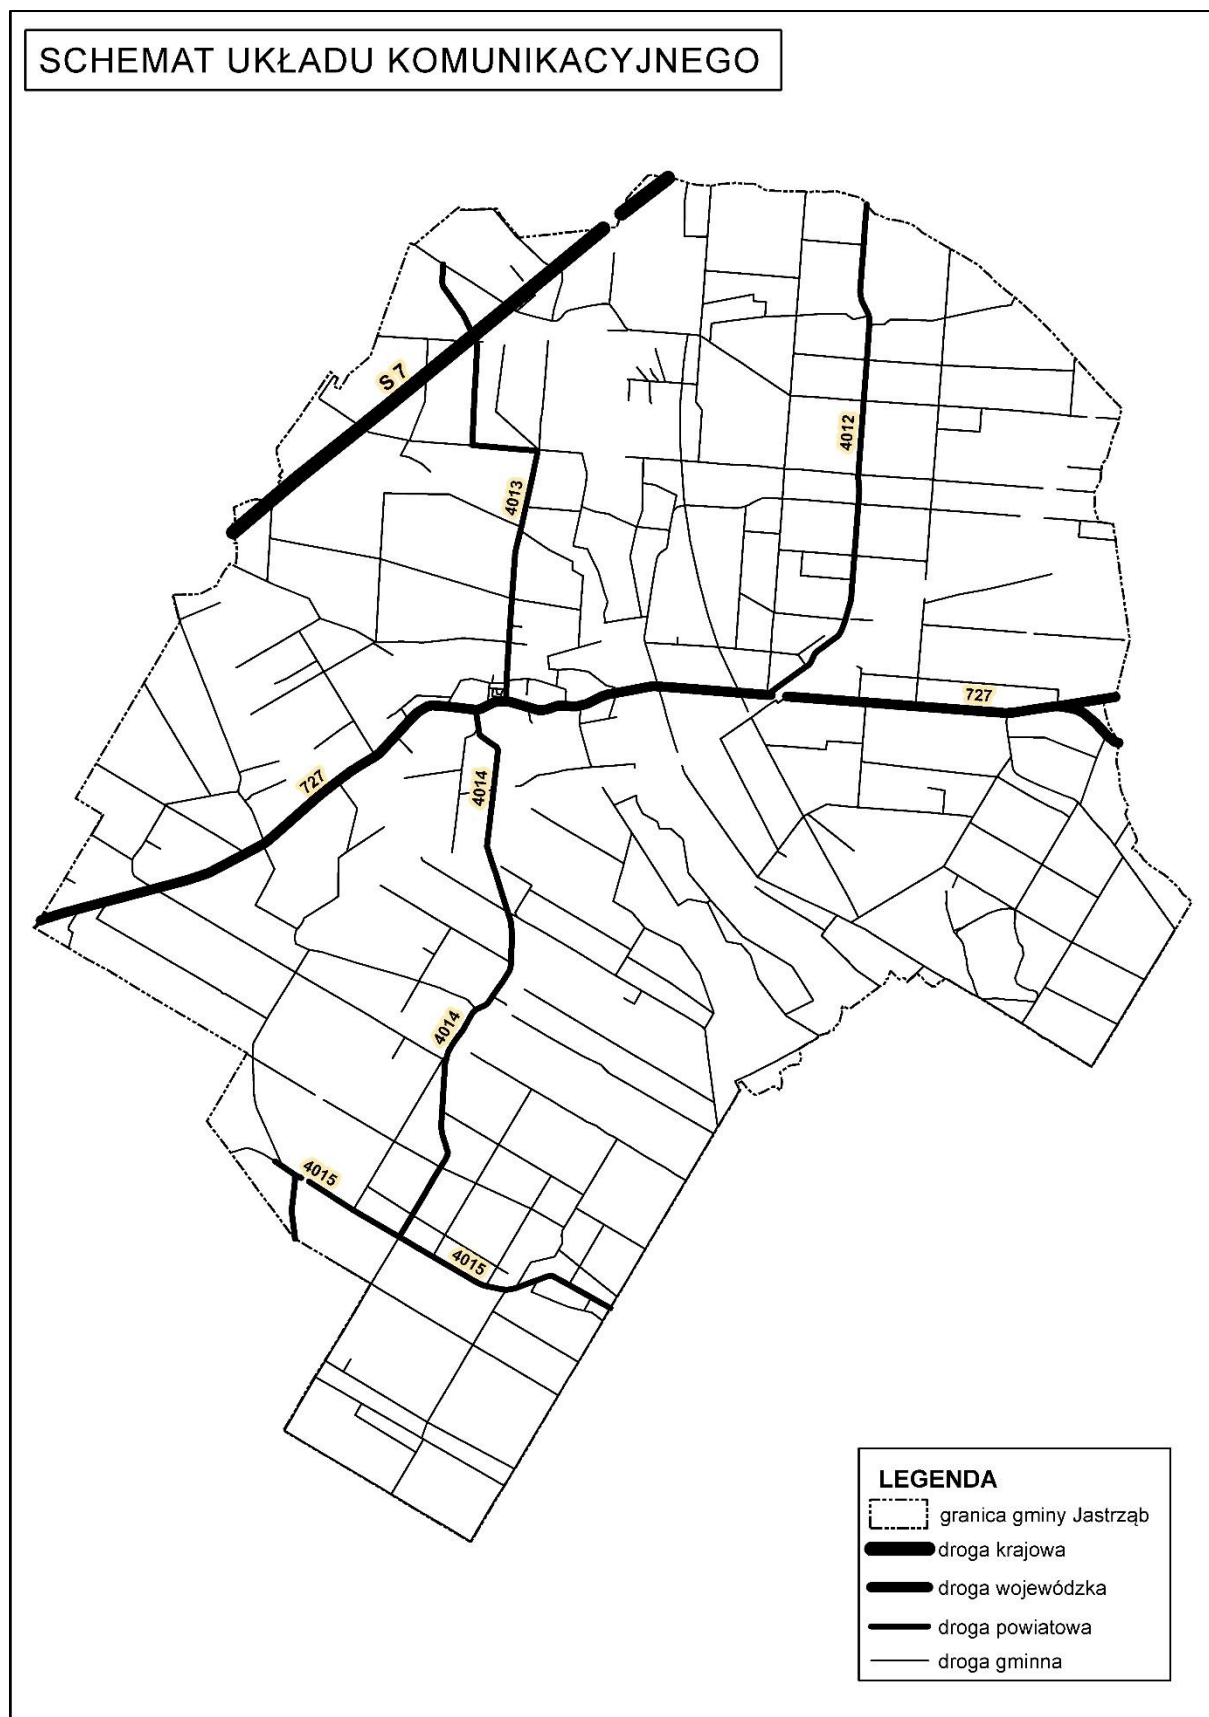 SCHEMAT UKŁADU KOMUNIKACYJNEGO
S 7
4012
4013
727
727
4014
4014
4015
4015
LEGENDA
granica gminy Jastrząb
droga krajowa
droga wojewódzka
droga powiatowa
droga gminna